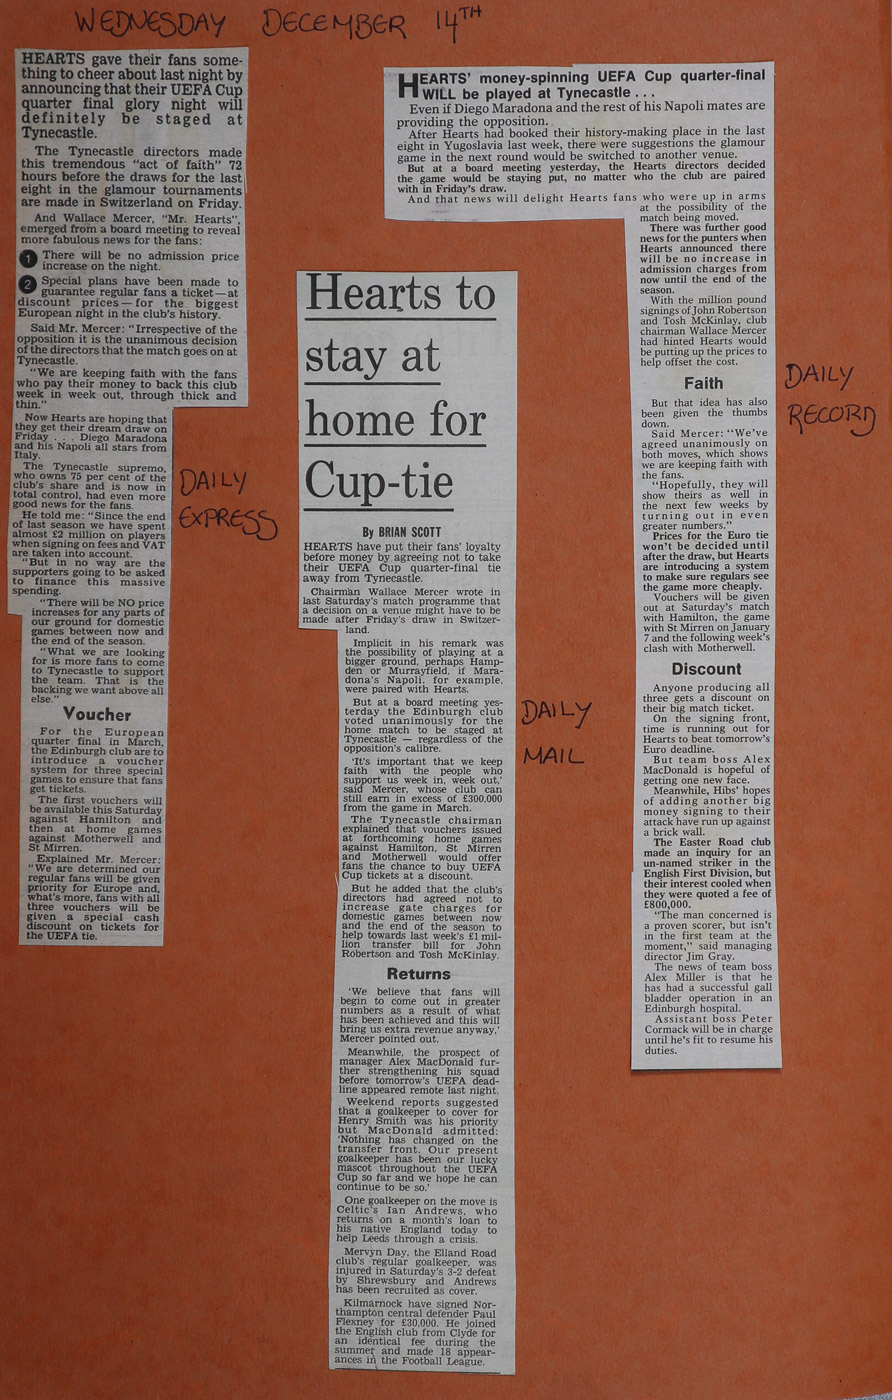 WEDNESDAY DECEMBER 14TH
HEARTS gave their fans some-
thing to cheer about last night by
announcing that their UEFA Cup
quarter final glory night will
definitely be staged at
Tynecastle.
The Tynecastle directors made
this tremendous "act of faith" 72
hours before the draws for the last
eight in the glamour tournaments
are made in Switzerland on Friday.
And Wallace Mercer, "Mr. Hearts",
emerged from a board meeting to reveal
more fabulous news for the fans:
1 There will be no admission price
increase on the night.
2 Special plans have been made to
guarantee regular fans a ticket—at
discount prices—for the biggest
European night in the club's history.
Said Mr. Mercer: "Irrespective of the
opposition it is the unanimous decision
of the directors that the match goes on at
Tynecastle.
"We are keeping faith with the fans
who pay their money to back this club
week in week out, through thick and
thin."
Now Hearts are hoping that
they get their dream draw on
Friday . . . Diego Maradona
and his Napoli all stars from
Italy.
The Tynecastle supremo,
who owns 75 per cent of the
club's share and is now in
total control, had even more
good news for the fans.
He told me: "Since the end
of last season we have spent
almost £2 million on players
when signing on fees and VAT
are taken into account.
"But in no way are the
supporters going to be asked
to finance this massive
spending.
"There will be NO price
increases for any parts of
our ground for domestic
games between now and
the end of the season.
"What we are looking
for is more fans to come
to Tynecastle to support
the team. That is the
backing we want above all
else."
Voucher
For the European
quarter final in March,
the Edinburgh club are to
introduce a voucher
system for three special
games to ensure that fans
get tickets.
The first vouchers will
be available this Saturday
against Hamilton and
then at home games
against Motherwell and
St Mirren.
Explained Mr. Mercer:
"We are determined our
regular fans will be given
priority for Europe and,
what's more, fans with all
three vouchers will be
given a special cash
discount on tickets for
the UEFA tie.
DAILY
EXPRESS
Hearts to
stay at
home for
Cup-tie
By BRIAN SCOTT
HEARTS have put their fans' loyalty
before money by agreeing not to take
their UEFA Cup quarter-final tie
away from Tynecastle.
Chairman Wallace Mercer wrote in
last Saturday's match programme that
a decision on a venue might have to be
made after Friday's draw in Switzer-
land.
Implicit in his remark was
the possibility of playing at a
bigger ground, perhaps Hamp-
den or Murrayfield, if Mara-
dona's Napoli, for example,
were paired with Hearts.
But at a board meeting yes-
terday the Edinburgh club
voted unanimously for the
home match to be staged at
Tynecastle — regardless of the
opposition's calibre.
'It's important that we keep
faith with the people who
support us week in, week out,'
said Mercer, whose club can
still earn in excess of £300,000
from the game in March.
The Tynecastle chairman
explained that vouchers issued
at forthcoming home games
against Hamilton, St Mirren
and Motherwell would offer
fans the chance to buy UEFA
Cup tickets at a discount.
But he added that the club's
directors had agreed not to
increase gate charges for
domestic games between now
and the end of the season to
help towards last week's £1 mil-
lion transfer bill for John
Robertson and Tosh McKinlay.
Returns
'We believe that fans will
begin to come out in greater
numbers as a result of what
has been achieved and this will
bring us extra revenue anyway,'
Mercer pointed out.
Meanwhile, the prospect of
manager Alex MacDonald fur-
ther strengthening his squad
before tomorrow's UEFA dead-
line appeared remote last night.
Weekend reports suggested
that a goalkeeper to cover for
Henry Smith was his priority
but MacDonald admitted:
'Nothing has changed on the
transfer front. Our present
goalkeeper has been our lucky
mascot throughout the UEFA
Cup so far and we hope he can
continue to be so.'
One goalkeeper on the move is
Celtic's Ian Andrews, who
returns on a month's loan to
his native England today to
help Leeds through a crisis.
Mervyn Day, the Elland Road
club's regular goalkeeper, was
injured in Saturday's 3-2 defeat
by Shrewsbury and Andrews
has been recruited as cover.
Kilmarnock have signed Nor-
thampton central defender Paul
Flexney for £30,000. He joined
the English club from Clyde for
an identical fee during the
summer and made 18 appear-
ances in the Football League.
DAILY
MAIL
HEARTS' money-spinning UEFA Cup quarter-final
WILL be played at Tynecastle . . .
Even if Diego Maradona and the rest of his Napoli mates are
providing the opposition.
After Hearts had booked their history-making place in the last
eight in Yugoslavia last week, there were suggestions the glamour
game in the next round would be switched to another venue.
But at a board meeting yesterday, the Hearts directors decided
the game would be staying put, no matter who the club are paired
with in Friday's draw.
And that news will delight Hearts fans who were up in arms
at the possibility of the
match being moved.
There was further good
news for the punters when
Hearts announced there
will be no increase in
admission charges from
now until the end of the
season.
With the million pound
signings of John Robertson
and Tosh McKinlay, club
chairman Wallace Mercer
had hinted Hearts would
be putting up the prices to
help offset the cost.
Faith
But that idea has also
been given the thumbs
down.
Said Mercer: "We've
agreed unanimously on
both moves, which shows
we are keeping faith with
the fans.
"Hopefully, they will
show theirs as well in
the next few weeks by
turning out in even
greater numbers."
Prices for the Euro tie
won't be decided until
after the draw, but Hearts
are introducing a system
to make sure regulars see
the game more cheaply.
Vouchers will be given
out at Saturday's match
with Hamilton, the game
with St Mirren on January
7 and the following week's
clash with Motherwell.
Discount
Anyone producing all
three gets a discount on
their big match ticket.
On the signing front,
time is running out for
Hearts to beat tomorrow's
Euro deadline.
But team boss Alex
MacDonald is hopeful of
getting one new face.
Meanwhile, Hibs' hopes
of adding another big
money signing to their
attack have run up against
a brick wall.
The Easter Road club
made an inquiry for an
un-named striker in the
English First Division, but
their interest cooled when
they were quoted a fee of
£800,000.
"The man concerned is
a proven scorer, but isn't
in the first team at the
moment," said managing
director Jim Gray.
The news of team boss
Alex Miller is that he
has had a successful gall
bladder operation in an
Edinburgh hospital.
Assistant boss Peter
Cormack will be in charge
until he's fit to resume his
duties.
DAILY
RECORD